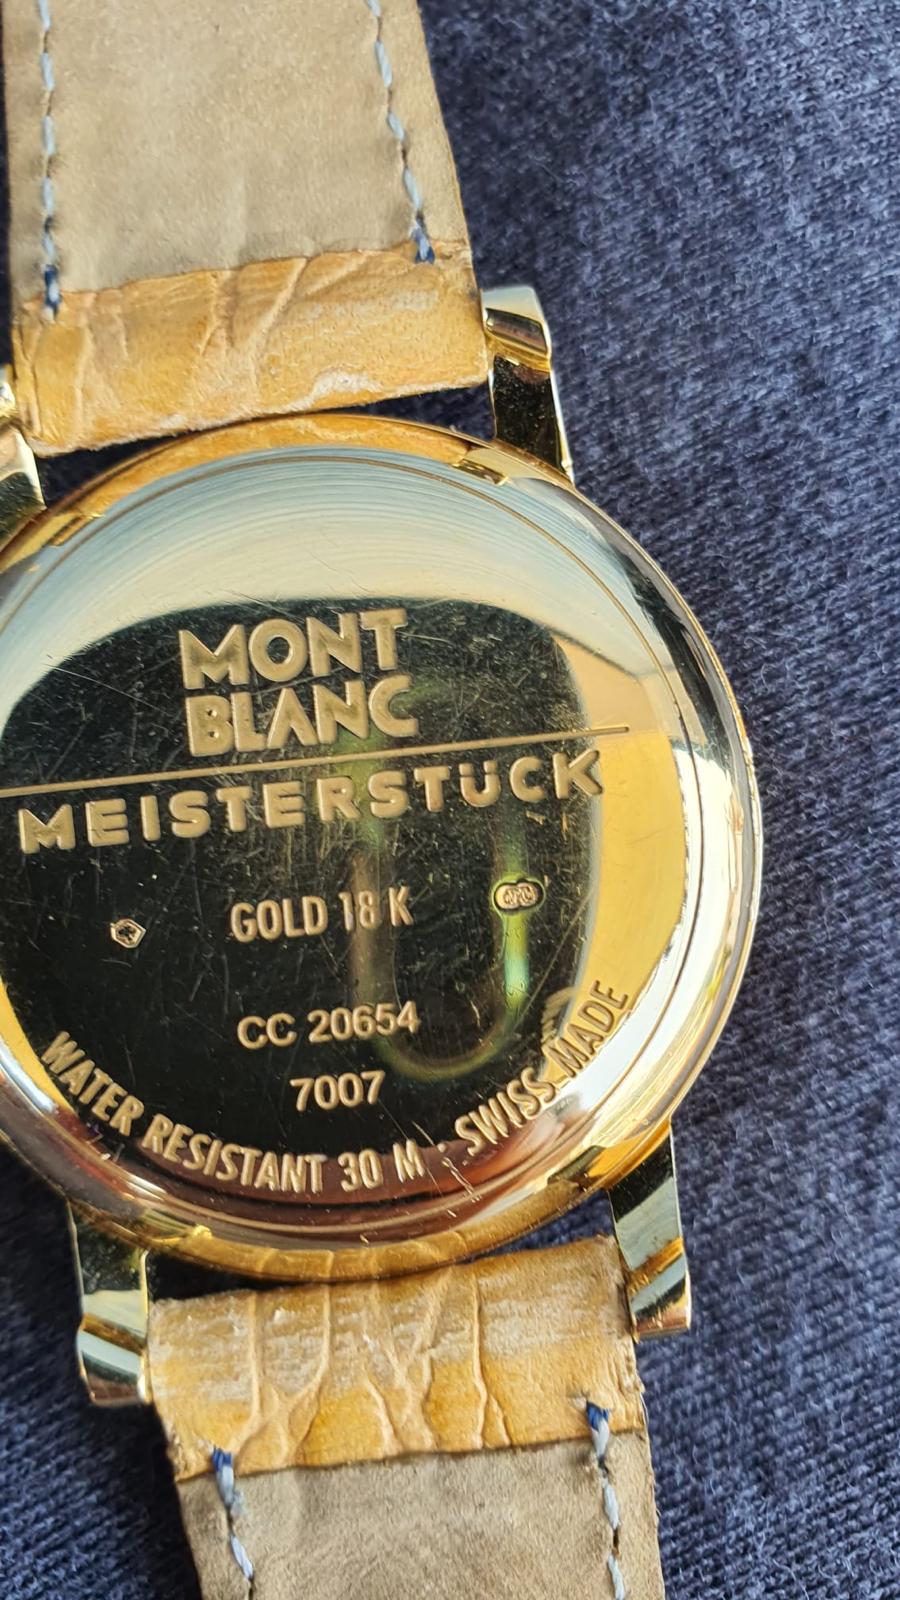 MONT
BLANC
MEISTERSTÜCK
GOLD 18 K
CC 20654
7007
WATER RESISTANT 30 M · SWISS MADE